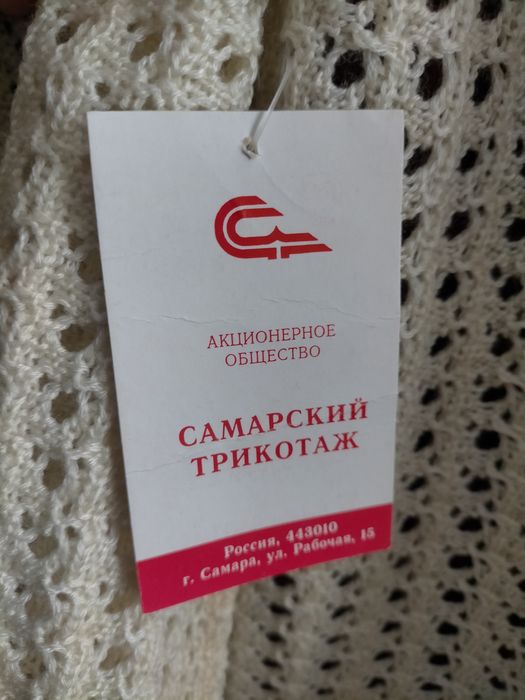 АКЦИОНЕРНОЕ
ОБЩЕСТВО
САМАРСКИЙ
ТРИКОТАЖ
Россия, 443010
г. Самара, ул. Рабочая, 15